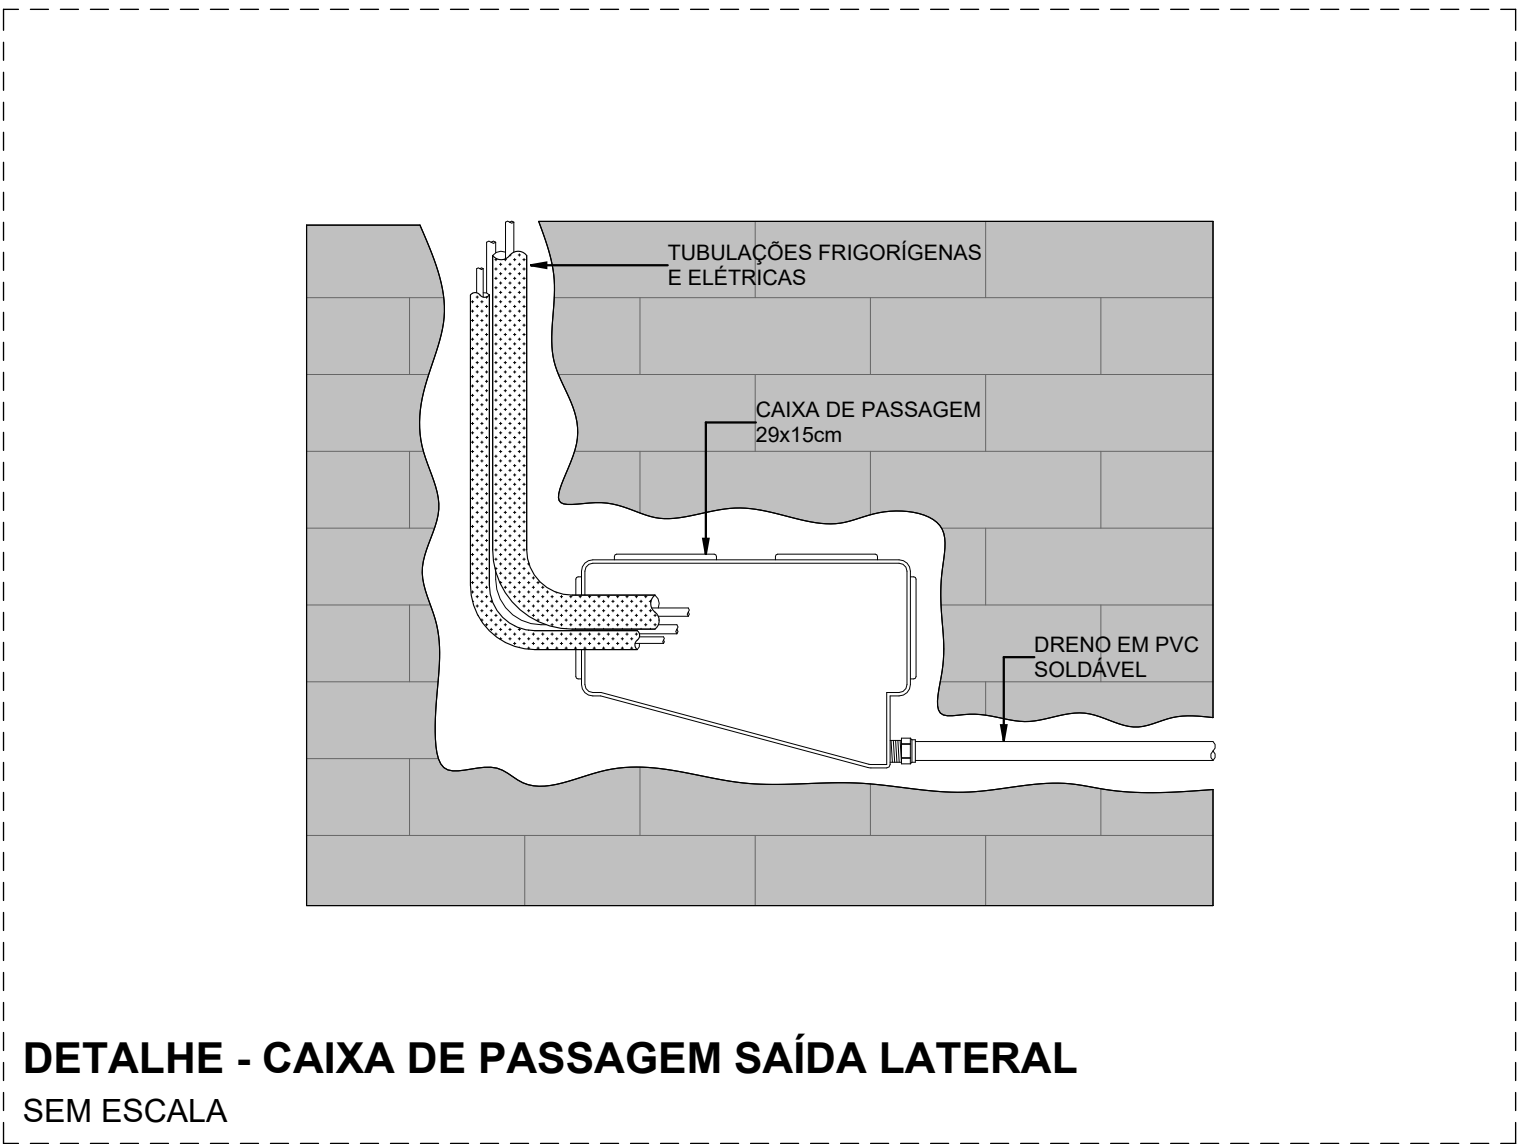 TUBULAÇÕES FRIGORÍGENAS
E ELÉTRICAS
CAIXA DE PASSAGEM
29x15cm
DRENO EM PVC
SOLDÁVEL
DETALHE - CAIXA DE PASSAGEM SAÍDA LATERAL
SEM ESCALA